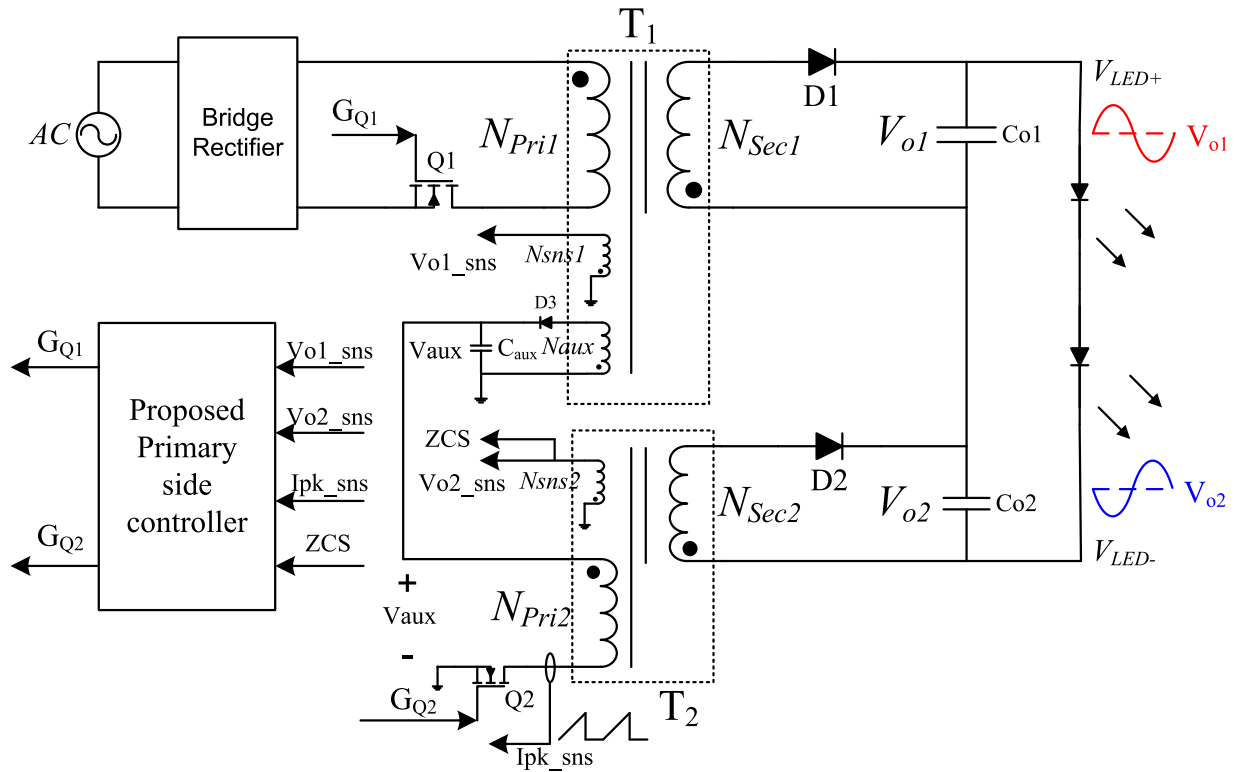 T1
AC
Bridge
Rectifier
GQ1
Q1
NPri1
NSec1
D1
Vo1
Co1
VLED+
Vo1
Vo1_sns
Nsns1
D3
Vaux
Caux
Naux
GQ1
GQ2
Proposed
Primary
side
controller
Vo1_sns
Vo2_sns
Ipk_sns
ZCS
ZCS
Vo2_sns
Nsns2
NSec2
D2
Vo2
Co2
Vo2
VLED-
+
Vaux
-
NPri2
GQ2
Q2
Ipk_sns
T2